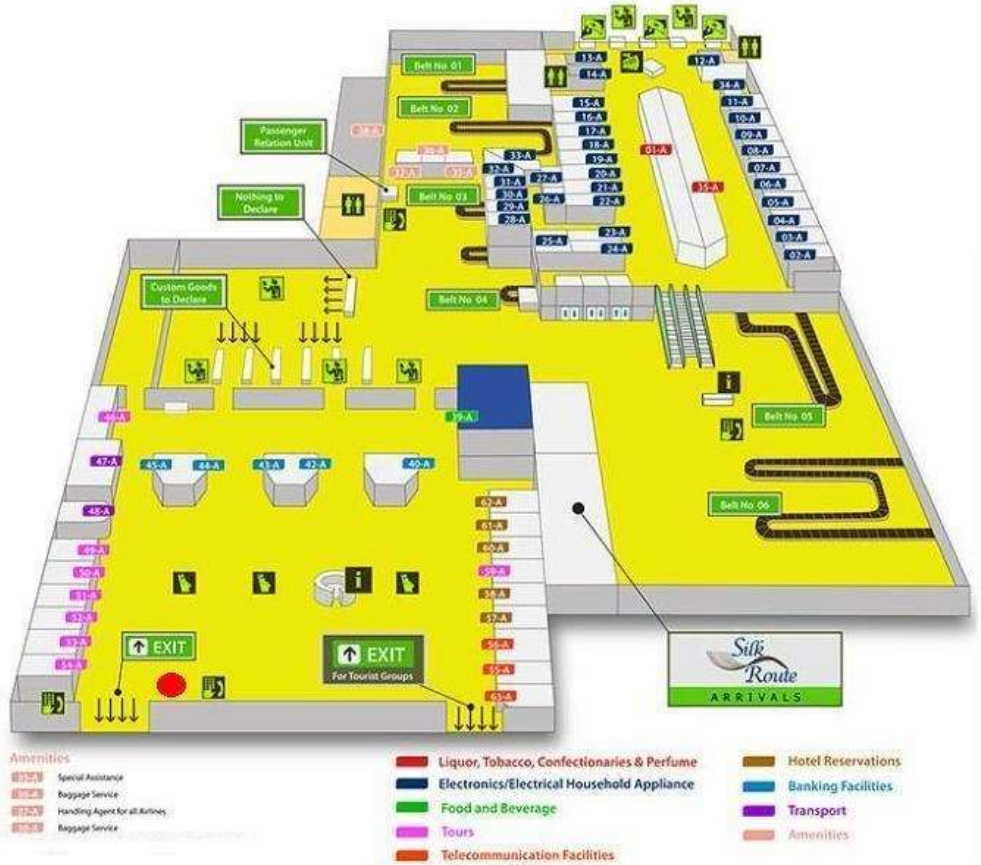 Belt No 01
Belt No 02
Passenger
Relation Unit
Nothing to
Declare
Belt No 03
Custom Goods
to Declare
Belt No 04
Belt No 05
Belt No 06
13-A
14-A
15-A
16-A
17-A
18-A
19-A
20-A
21-A
22-A
23-A
24-A
25-A
26-A
27-A
28-A
29-A
30-A
31-A
32-A
33-A
01-A
35-A
12-A
34-A
11-A
10-A
09-A
08-A
07-A
06-A
05-A
04-A
03-A
02-A
39-A
46-A
47-A
48-A
49-A
50-A
51-A
52-A
53-A
54-A
45-A
44-A
43-A
42-A
40-A
62-A
61-A
60-A
59-A
58-A
57-A
56-A
55-A
63-A
i
i
EXIT
EXIT
For Tourist Groups
Silk
Route
ARRIVALS
Amenities
Special Assistance
Baggage Service
Handling Agent for all Airlines
Baggage Service
Liquor, Tobacco, Confectionaries & Perfume
Electronics/Electrical Household Appliance
Food and Beverage
Tours
Telecommunication Facilities
Hotel Reservations
Banking Facilities
Transport
Amenities